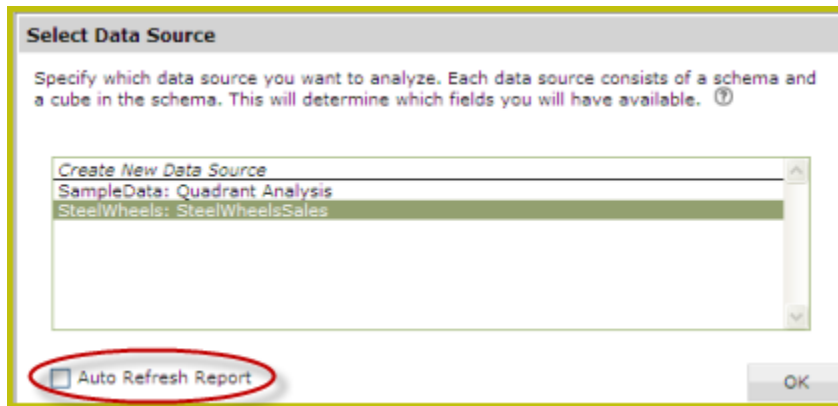 Select Data Source
Specify which data source you want to analyze. Each data source consists of a schema and
a cube in the schema. This will determine which fields you will have available. ?
Create New Data Source
SampleData: Quadrant Analysis
SteelWheels: SteelWheelsSales
Auto Refresh Report
OK